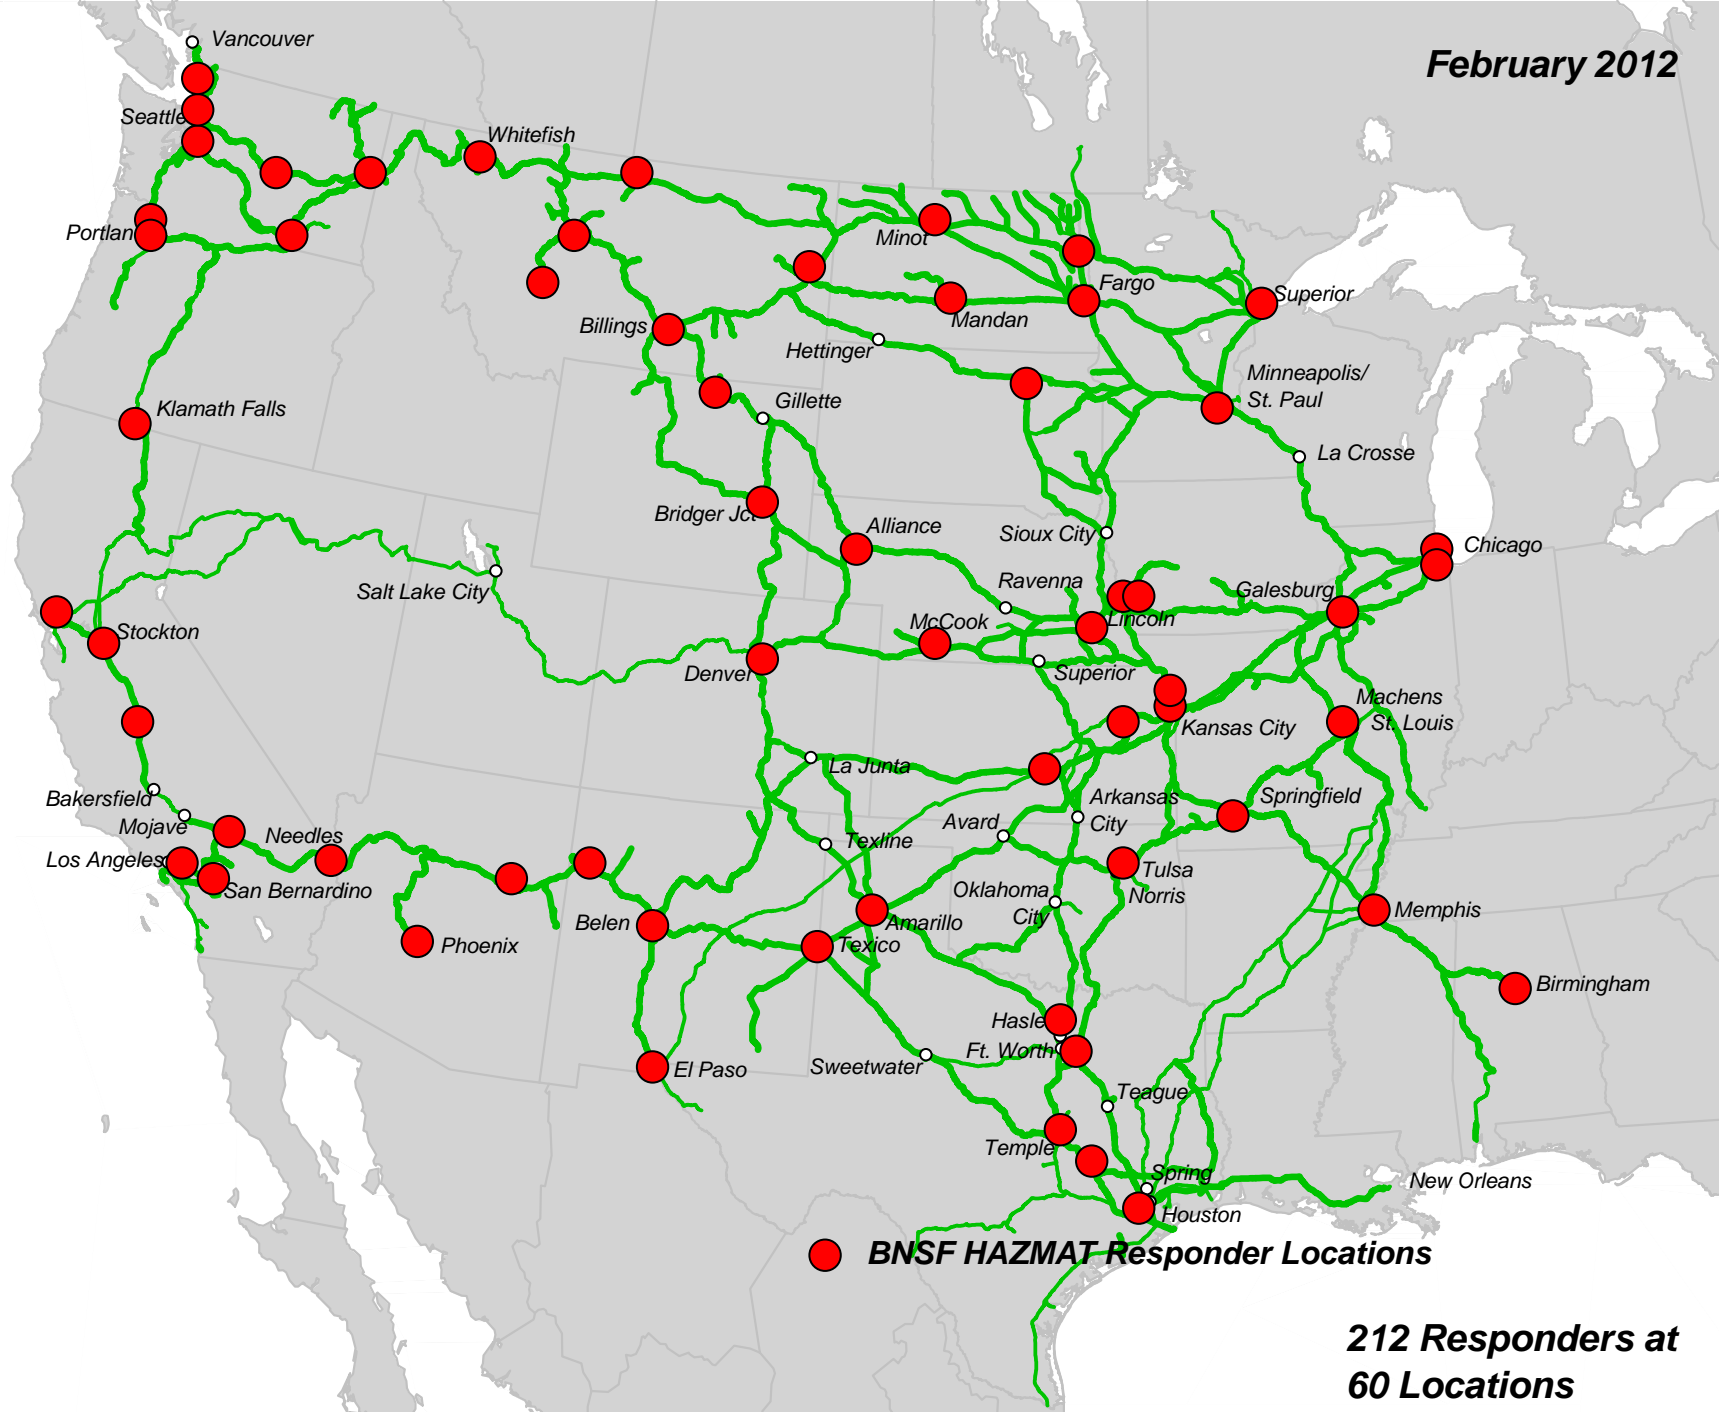 Vancouver
February 2012
Seattle
Whitefish
Portlan
Minot
Fargo
Superior
Mandan
Billings
Hettinger
Minneapolis/
St. Paul
Gillette
Klamath Falls
La Crosse
Bridger Jct
Alliance
Sioux City
Chicago
Salt Lake City
Ravenna
Galesburg
Stockton
McCook
Lincoln
Denver
Superior
Machens
St. Louis
Kansas City
La Junta
Bakersfield
Mojave
Needles
Arkansas
City
Springfield
Avard
Texline
Los Angeles
San Bernardino
Tulsa
Norris
Oklahoma
City
Belen
Amarillo
Memphis
Phoenix
Texico
Birmingham
Hasle
Ft. Worth
El Paso
Sweetwater
Teague
Temple
Spring
New Orleans
Houston
BNSF HAZMAT Responder Locations
212 Responders at
60 Locations